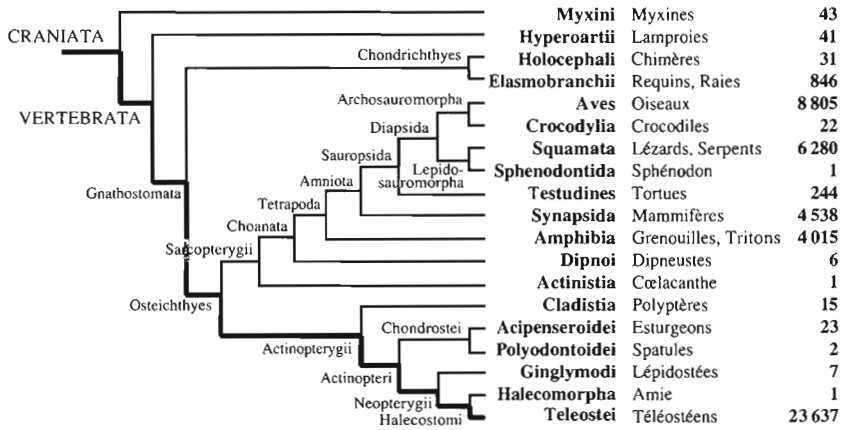 Myxini Myxines 43
CRANIATA
Hyperoartii Lamproies 41
Chondrichthyes
Holocephali Chimères 31
Elasmobranchii Requins, Raies 846
Archosauromorpha
Aves Oiseaux 8 805
VERTEBRATA
Diapsida
Crocodylia Crocodiles 22
Squamata Lézards, Serpents 6 280
Sauropsida
Lepido-
sauromorpha
Sphenodontida Sphénodon 1
Amniota
Gnathostomata
Testudines Tortues 244
Tetrapoda
Synapsida Mammifères 4 538
Choanata
Amphibia Grenouilles, Tritons 4 015
Sarcopterygii
Dipnoi Dipneustes 6
Actinistia Cœlacanthe 1
Osteichthyes
Cladistia Polyptères 15
Chondrostei
Acipenseroidei Esturgeons 23
Actinopterygii
Polyodontoidei Spatules 2
Actinopteri
Ginglymodi Lépidostées 7
Neopterygii
Halecomorpha Amie 1
Halecostomi
Teleostei Téléostéens 23 637